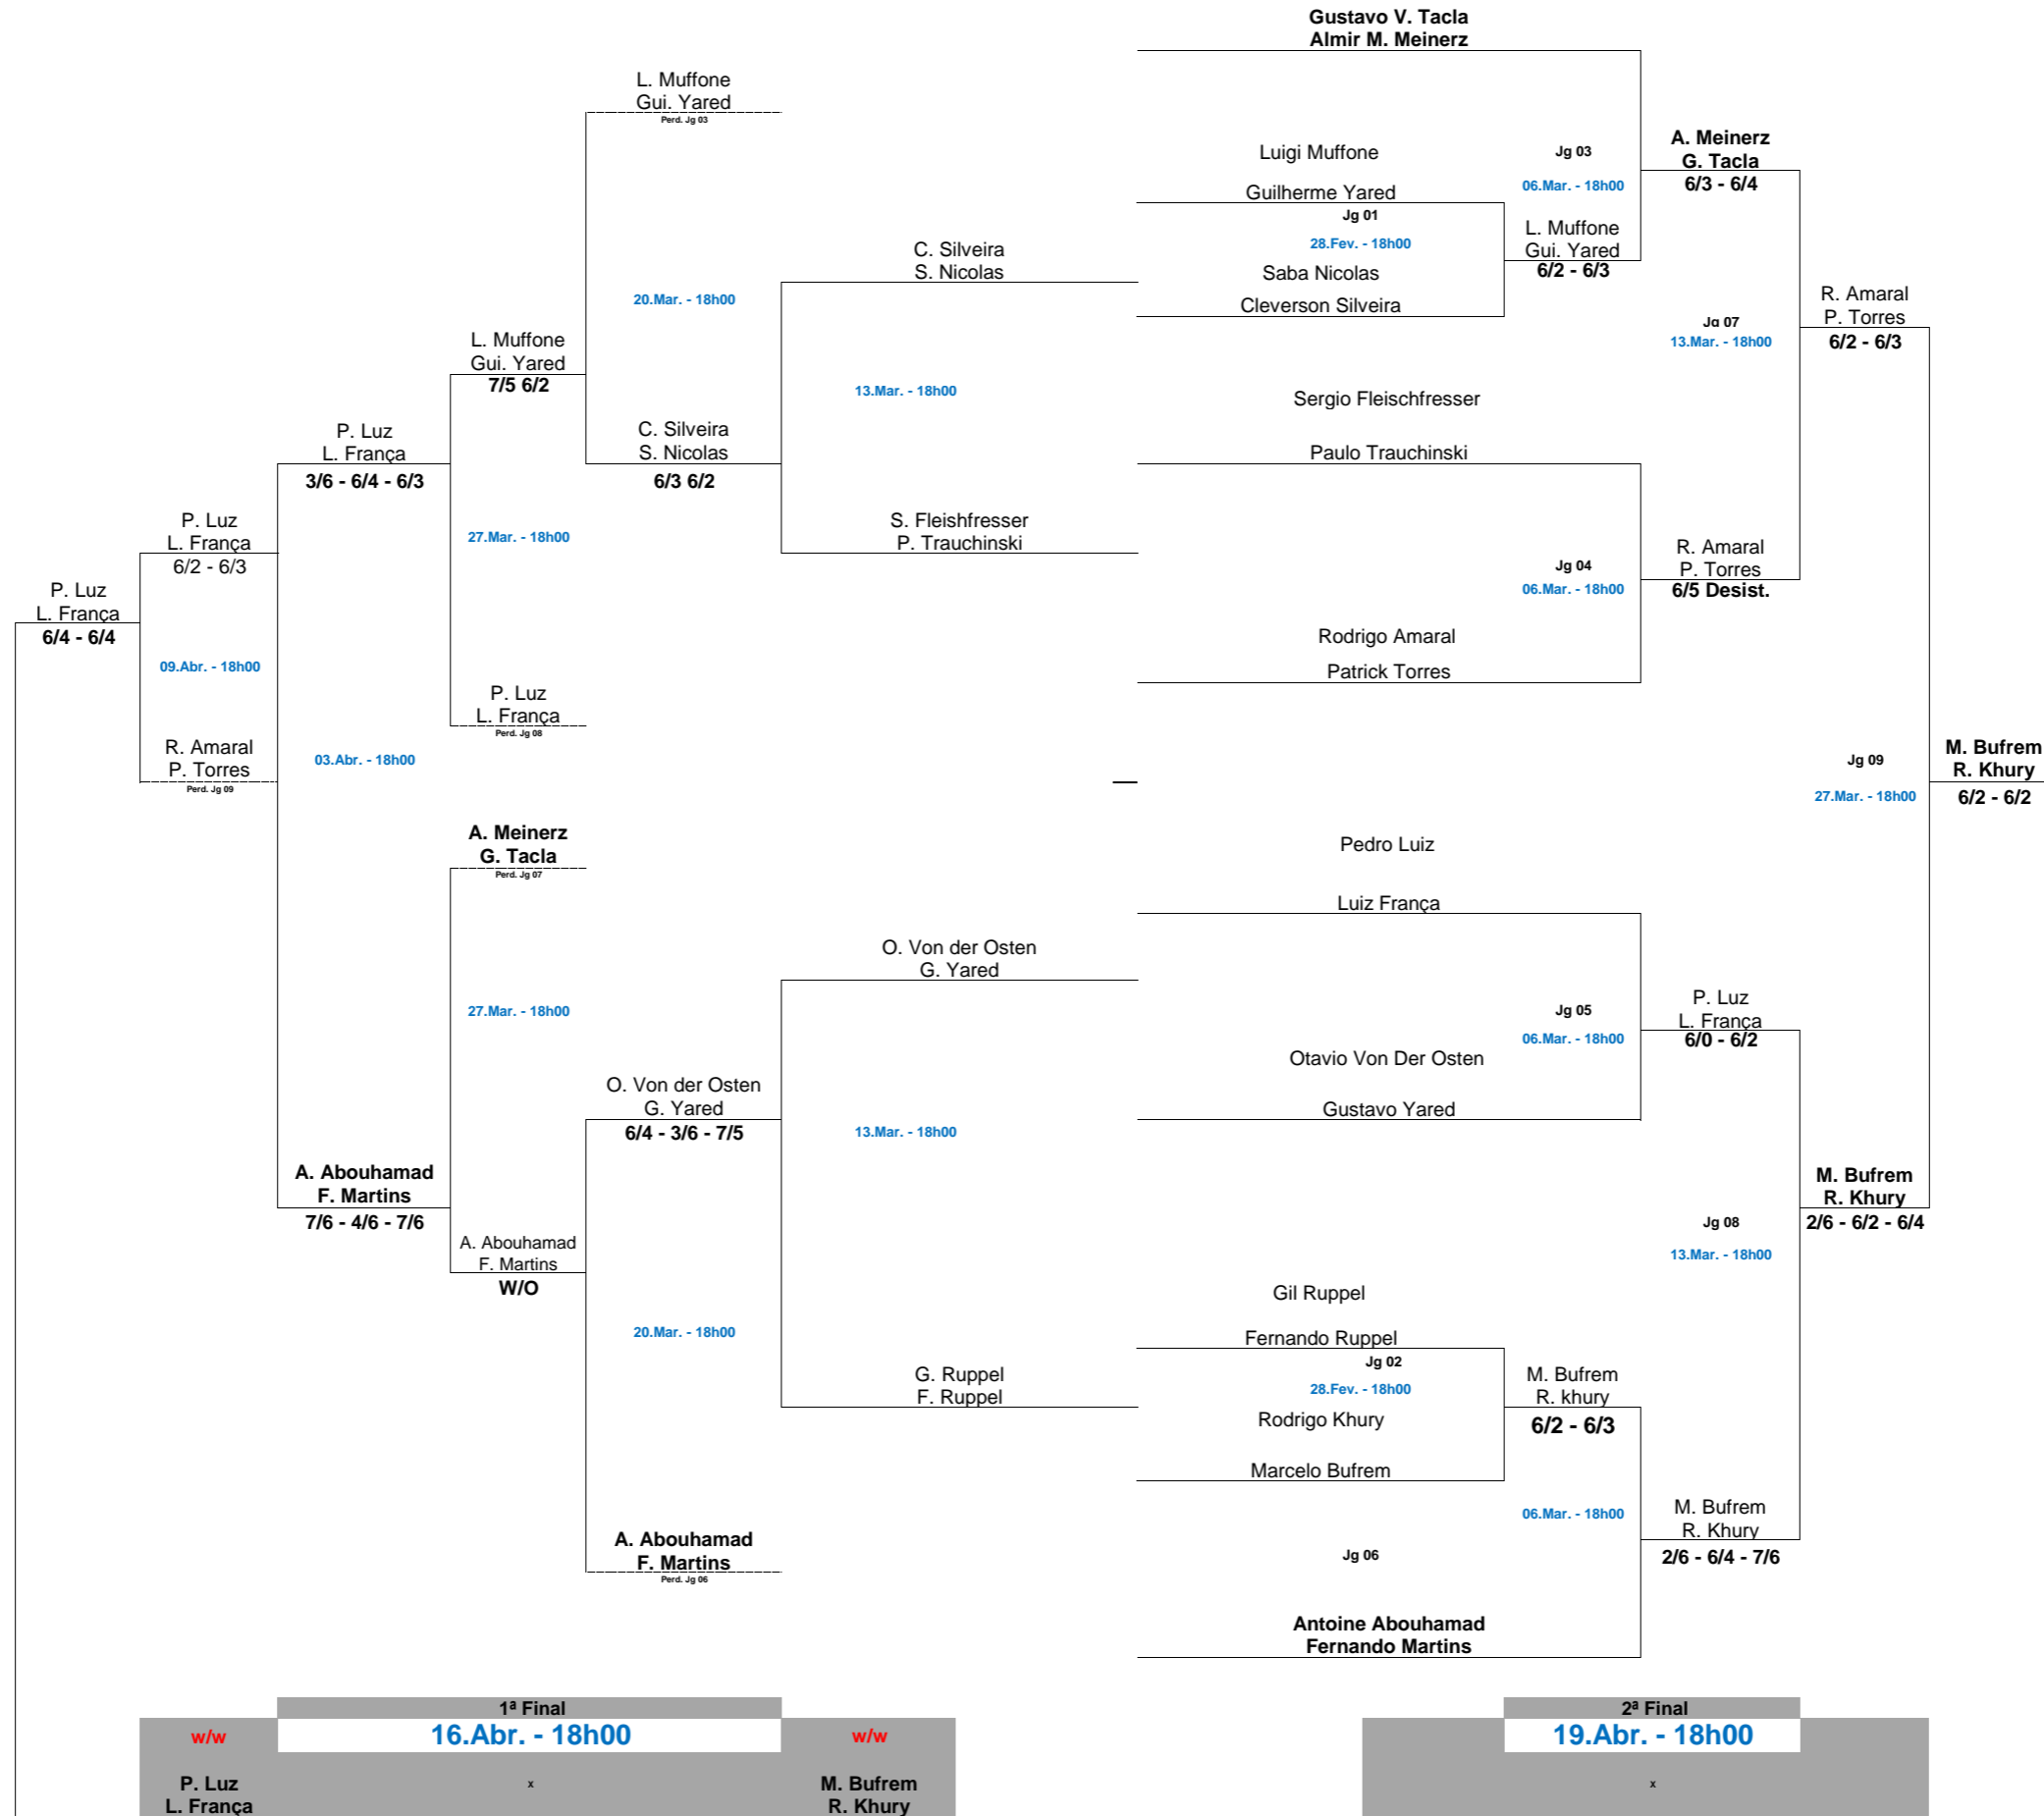 Gustavo V. Tacla
Almir M. Meinerz
L. Muffone
Gui. Yared
Perd. Jg 03
Luigi Muffone
Jg 03
A. Meinerz
G. Tacla
Guilherme Yared
06.Mar. - 18h00
6/3 - 6/4
Jg 01
28.Fev. - 18h00
L. Muffone
Gui. Yared
6/2 - 6/3
C. Silveira
S. Nicolas
Saba Nicolas
Cleverson Silveira
20.Mar. - 18h00
R. Amaral
P. Torres
6/2 - 6/3
Jg 07
13.Mar. - 18h00
L. Muffone
Gui. Yared
7/5 6/2
13.Mar. - 18h00
Sergio Fleischfresser
P. Luz
L. França
3/6 - 6/4 - 6/3
C. Silveira
S. Nicolas
6/3 6/2
Paulo Trauchinski
P. Luz
L. França
6/2 - 6/3
27.Mar. - 18h00
S. Fleishfresser
P. Trauchinski
R. Amaral
P. Torres
6/5 Desist.
Jg 04
06.Mar. - 18h00
P. Luz
L. França
6/4 - 6/4
Rodrigo Amaral
Patrick Torres
09.Abr. - 18h00
P. Luz
L. França
Perd. Jg 08
R. Amaral
P. Torres
Perd. Jg 09
03.Abr. - 18h00
Jg 09
27.Mar. - 18h00
M. Bufrem
R. Khury
6/2 - 6/2
A. Meinerz
G. Tacla
Perd. Jg 07
Pedro Luiz
Luiz França
O. Von der Osten
G. Yared
27.Mar. - 18h00
Jg 05
06.Mar. - 18h00
P. Luz
L. França
6/0 - 6/2
Otavio Von Der Osten
Gustavo Yared
O. Von der Osten
G. Yared
6/4 - 3/6 - 7/5
13.Mar. - 18h00
A. Abouhamad
F. Martins
7/6 - 4/6 - 7/6
M. Bufrem
R. Khury
2/6 - 6/2 - 6/4
Jg 08
13.Mar. - 18h00
A. Abouhamad
F. Martins
W/O
Gil Ruppel
Fernando Ruppel
20.Mar. - 18h00
Jg 02
28.Fev. - 18h00
G. Ruppel
F. Ruppel
M. Bufrem
R. khury
6/2 - 6/3
Rodrigo Khury
Marcelo Bufrem
06.Mar. - 18h00
M. Bufrem
R. Khury
2/6 - 6/4 - 7/6
A. Abouhamad
F. Martins
Perd. Jg 06
Jg 06
Antoine Abouhamad
Fernando Martins
1ª Final
2ª Final
w/w
16.Abr. - 18h00
w/w
19.Abr. - 18h00
P. Luz
L. França
x
M. Bufrem
R. Khury
x